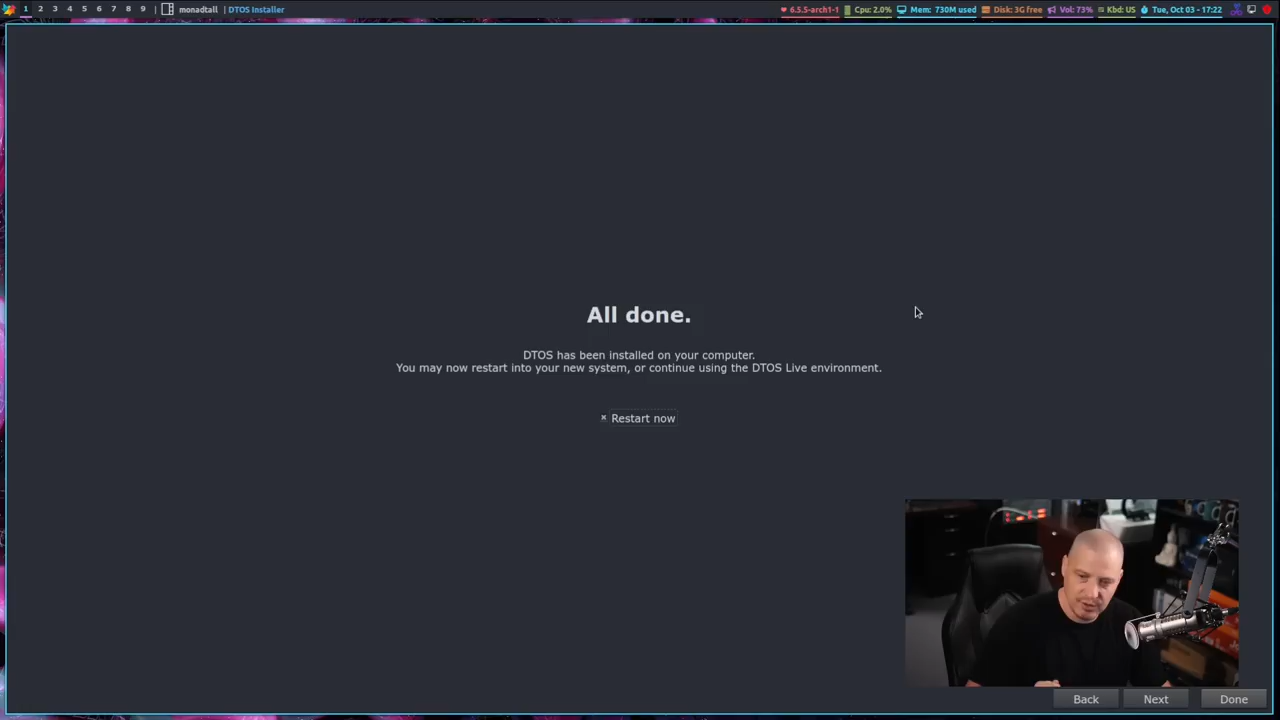 1 2 3 4 5 6 7 8 9 | monadtall | DTOS Installer
6.5.5-arch1-1 Cpu: 2.0% Mem: 730M used Disk: 3G free Vol: 73% Kbd: US Tue, Oct 03 - 17:22
All done.
DTOS has been installed on your computer.
You may now restart into your new system, or continue using the DTOS Live environment.
Restart now
Back Next Done